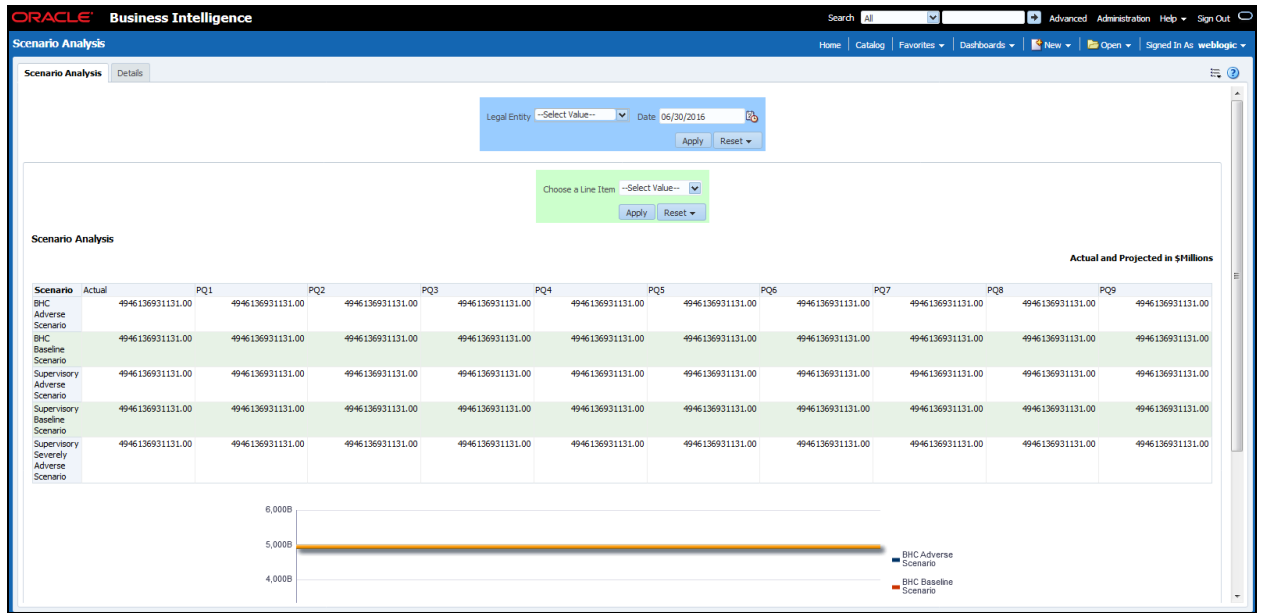 ORACLE Business Intelligence Search All Advanced Administration Help Sign Out
Scenario Analysis Home Catalog Favorites Dashboards New Open Signed In As weblogic
Scenario Analysis Details
Legal Entity --Select Value-- Date 06/30/2016
Apply Reset
Choose a Line Item --Select Value--
Apply Reset
Scenario Analysis
Actual and Projected in $Millions
Scenario Actual PQ1 PQ2 PQ3 PQ4 PQ5 PQ6 PQ7 PQ8 PQ9
BHC 4946136931131.00 4946136931131.00 4946136931131.00 4946136931131.00 4946136931131.00 4946136931131.00 4946136931131.00 4946136931131.00 4946136931131.00 4946136931131.00
Adverse
Scenario
BHC 4946136931131.00 4946136931131.00 4946136931131.00 4946136931131.00 4946136931131.00 4946136931131.00 4946136931131.00 4946136931131.00 4946136931131.00 4946136931131.00
Baseline
Scenario
Supervisory 4946136931131.00 4946136931131.00 4946136931131.00 4946136931131.00 4946136931131.00 4946136931131.00 4946136931131.00 4946136931131.00 4946136931131.00 4946136931131.00
Adverse
Scenario
Supervisory 4946136931131.00 4946136931131.00 4946136931131.00 4946136931131.00 4946136931131.00 4946136931131.00 4946136931131.00 4946136931131.00 4946136931131.00 4946136931131.00
Baseline
Scenario
Supervisory 4946136931131.00 4946136931131.00 4946136931131.00 4946136931131.00 4946136931131.00 4946136931131.00 4946136931131.00 4946136931131.00 4946136931131.00 4946136931131.00
Severely
Adverse
Scenario
6,000B
5,000B
4,000B
BHC Adverse
Scenario
BHC Baseline
Scenario